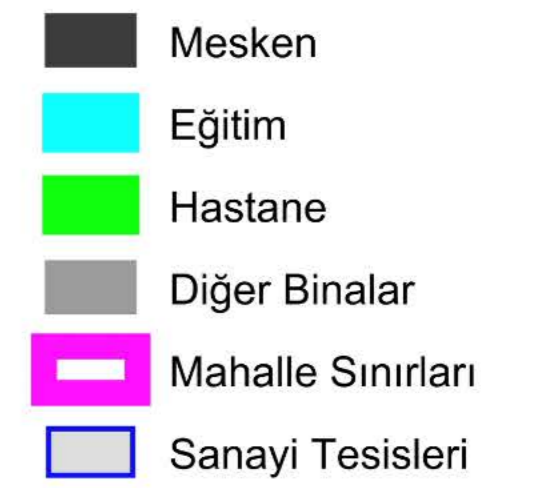 Mesken
Eğitim
Hastane
Diğer Binalar
Mahalle Sınırları
Sanayi Tesisleri